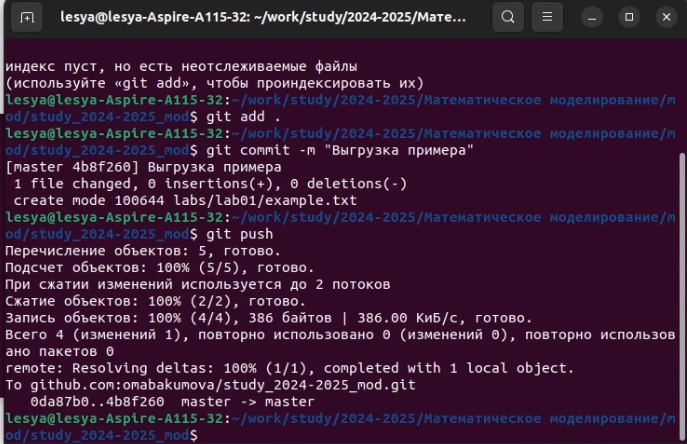 lesya@lesya-Aspire-A115-32: ~/work/study/2024-2025/Мате...
индекс пуст, но есть неотслеживаемые файлы
(используйте «git add», чтобы проиндексировать их)
lesya@lesya-Aspire-A115-32:~/work/study/2024-2025/Математическое моделирование/m
od/study_2024-2025_mod$ git add .
lesya@lesya-Aspire-A115-32:~/work/study/2024-2025/Математическое моделирование/m
od/study_2024-2025_mod$ git commit -m "Выгрузка примера"
[master 4b8f260] Выгрузка примера
 1 file changed, 0 insertions(+), 0 deletions(-)
 create mode 100644 labs/lab01/example.txt
lesya@lesya-Aspire-A115-32:~/work/study/2024-2025/Математическое моделирование/m
od/study_2024-2025_mod$ git push
Перечисление объектов: 5, готово.
Подсчет объектов: 100% (5/5), готово.
При сжатии изменений используется до 2 потоков
Сжатие объектов: 100% (2/2), готово.
Запись объектов: 100% (4/4), 386 байтов | 386.00 КиБ/с, готово.
Всего 4 (изменений 1), повторно использовано 0 (изменений 0), повторно использов
ано пакетов 0
remote: Resolving deltas: 100% (1/1), completed with 1 local object.
To github.com:omabakumova/study_2024-2025_mod.git
   0da87b0..4b8f260  master -> master
lesya@lesya-Aspire-A115-32:~/work/study/2024-2025/Математическое моделирование/m
od/study_2024-2025_mod$